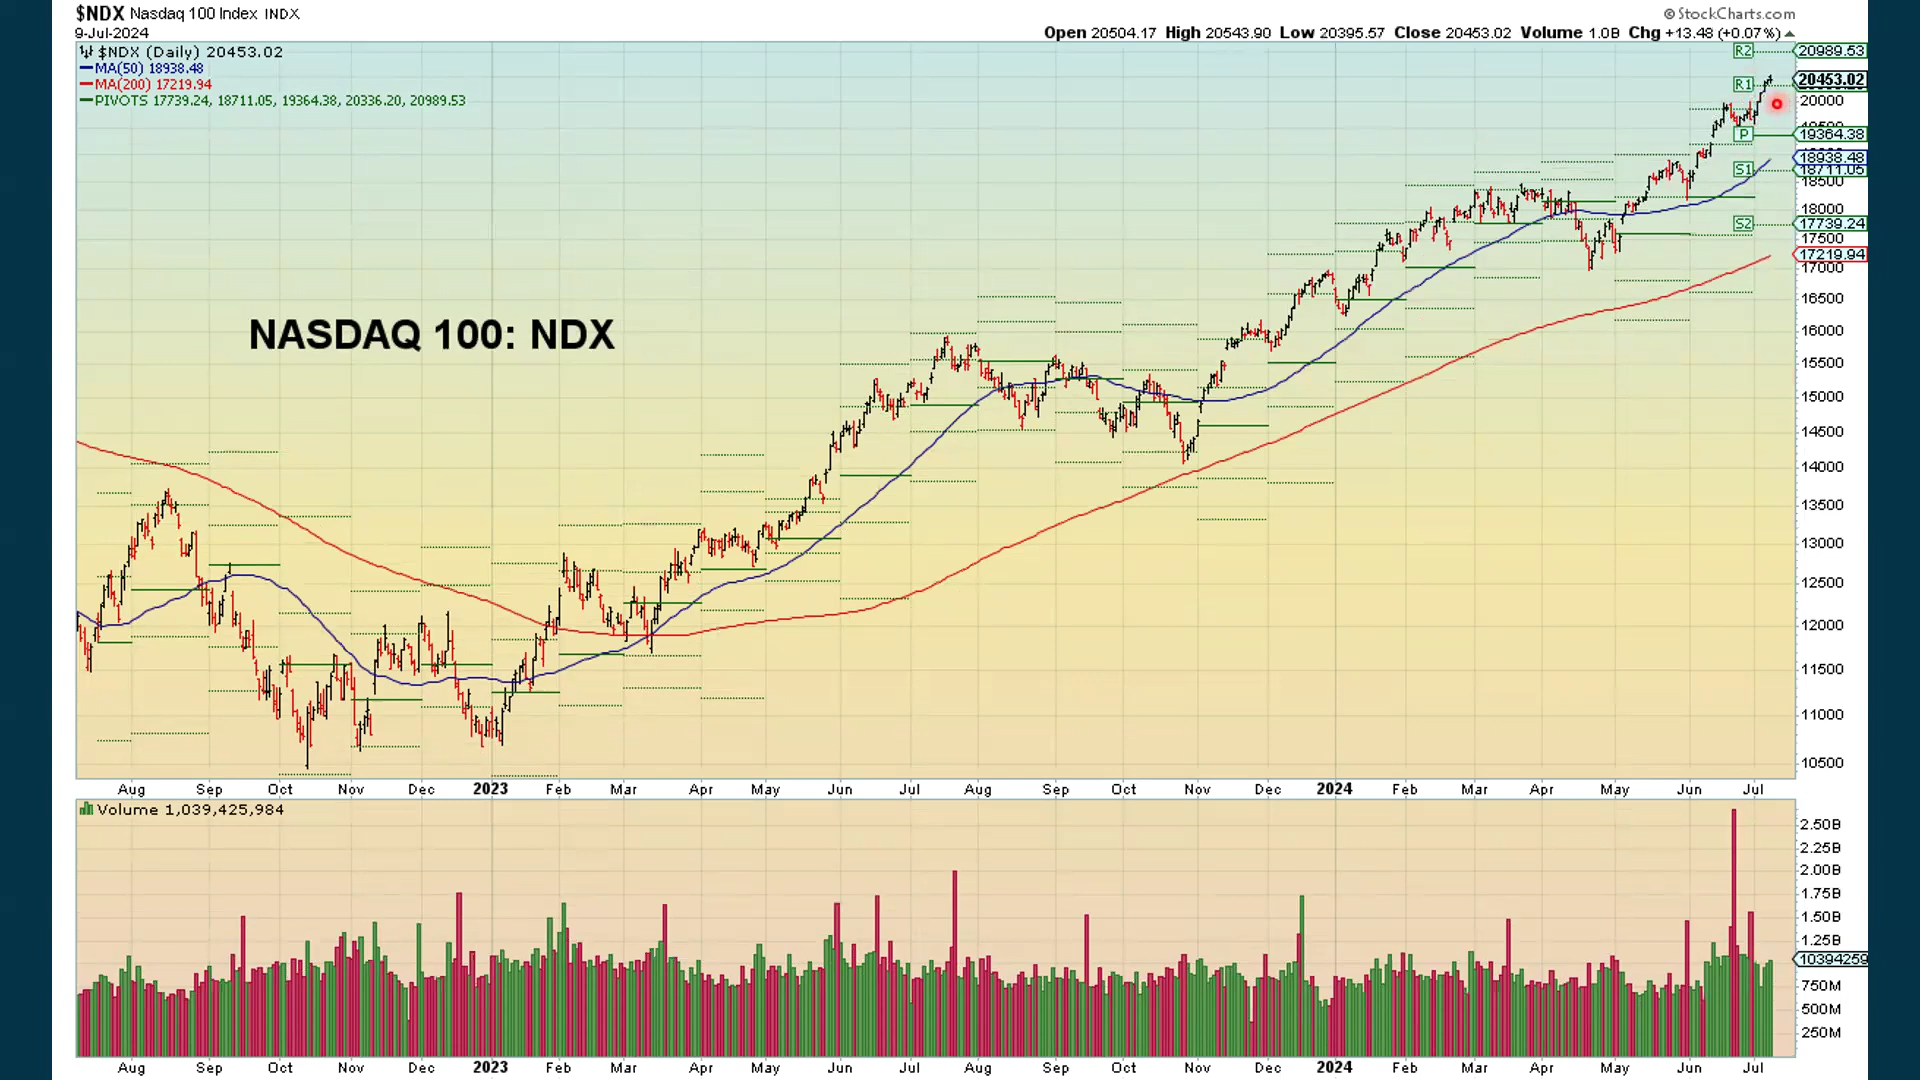 $NDX Nasdaq 100 Index INDX
© StockCharts.com
9-Jul-2024
Open 20504.17 High 20543.90 Low 20395.57 Close 20453.02 Volume 1.0B Chg +13.48 (+0.07%)
$NDX (Daily) 20453.02
MA(50) 18938.48
MA(200) 17219.94
PIVOTS 17739.24, 18711.05, 19364.38, 20336.20, 20989.53
R2
20989.53
20453.02
R1
20000
P
19364.38
18938.48
S1
18711.05
18500
18000
S2
17739.24
17500
17219.94
17000
16500
NASDAQ 100: NDX
16000
15500
15000
14500
14000
13500
13000
12500
12000
11500
11000
10500
Aug Sep Oct Nov Dec 2023 Feb Mar Apr May Jun Jul Aug Sep Oct Nov Dec 2024 Feb Mar Apr May Jun Jul
Volume 1,039,425,984
2.50B
2.25B
2.00B
1.75B
1.50B
1.25B
10394259
750M
500M
250M
Aug Sep Oct Nov Dec 2023 Feb Mar Apr May Jun Jul Aug Sep Oct Nov Dec 2024 Feb Mar Apr May Jun Jul